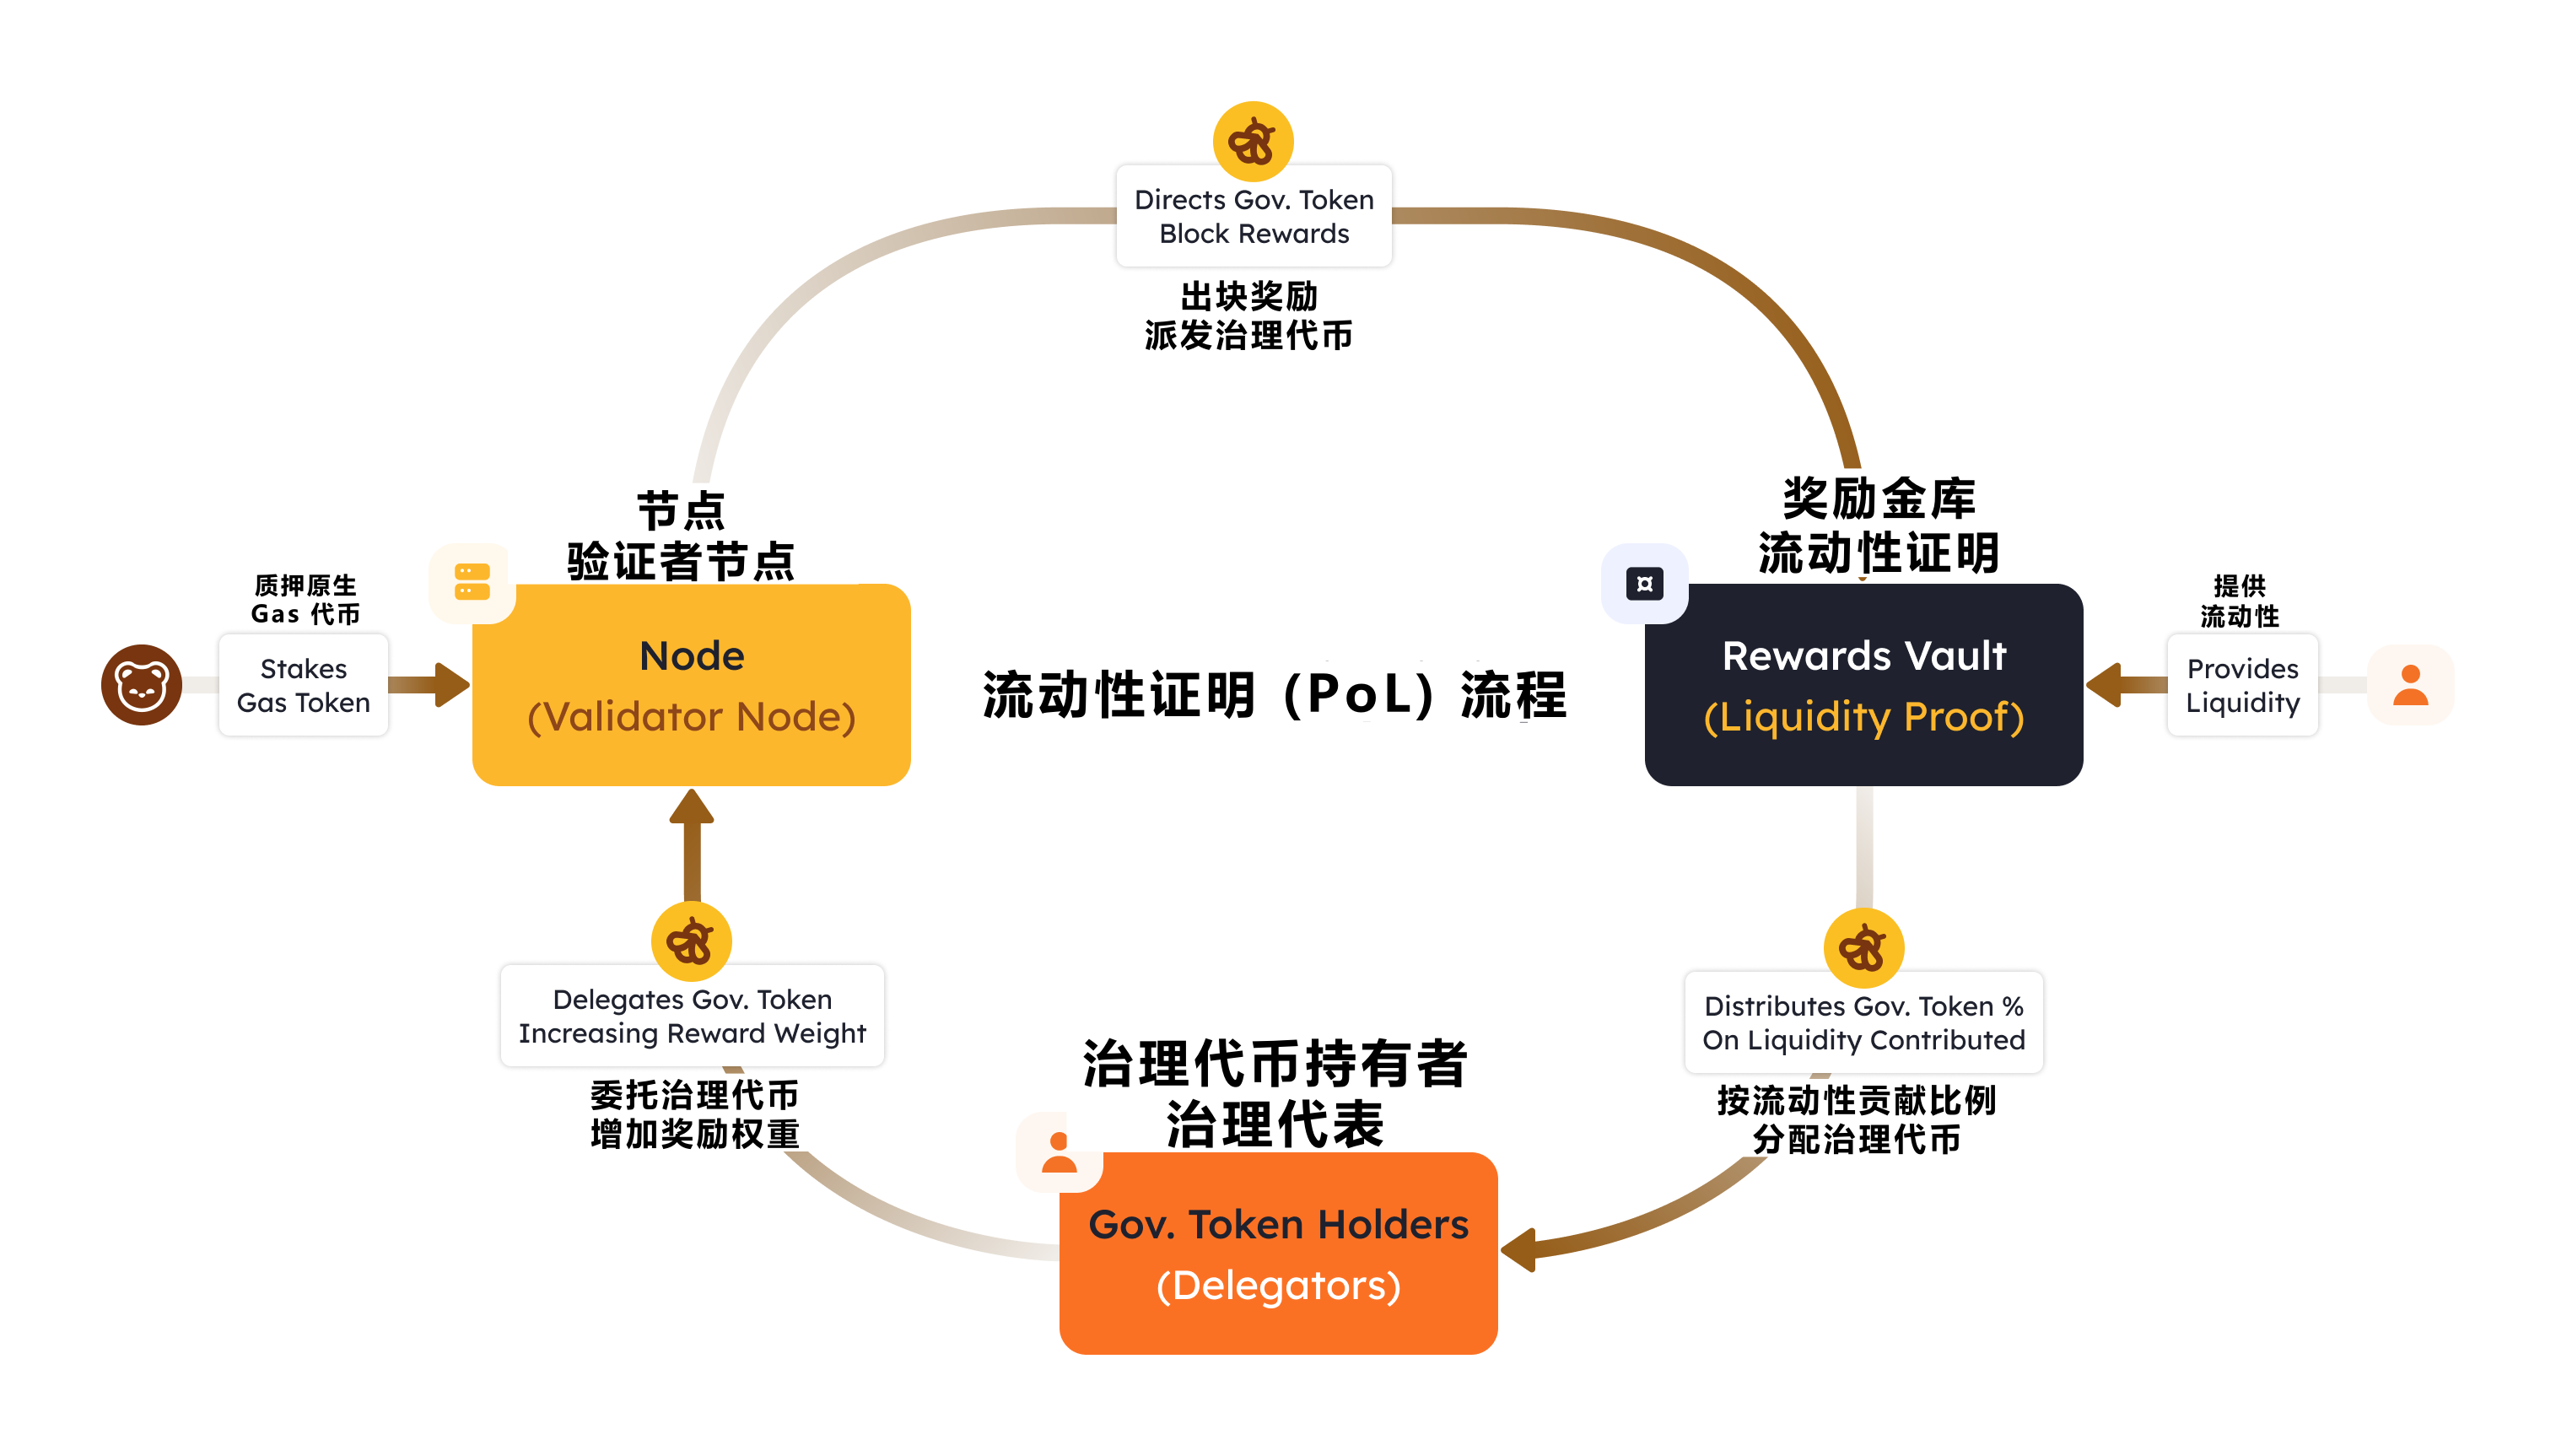 Directs Gov. Token
Block Rewards
出块奖励
派发治理代币
节点
验证者节点
奖励金库
流动性证明
质押原生
Gas 代币
Stakes
Gas Token
Node
(Validator Node)
流动性证明 (PoL) 流程
Rewards Vault
(Liquidity Proof)
提供
流动性
Provides
Liquidity
Delegates Gov. Token
Increasing Reward Weight
委托治理代币
增加奖励权重
Distributes Gov. Token %
On Liquidity Contributed
按流动性贡献比例
分配治理代币
治理代币持有者
治理代表
Gov. Token Holders
(Delegators)